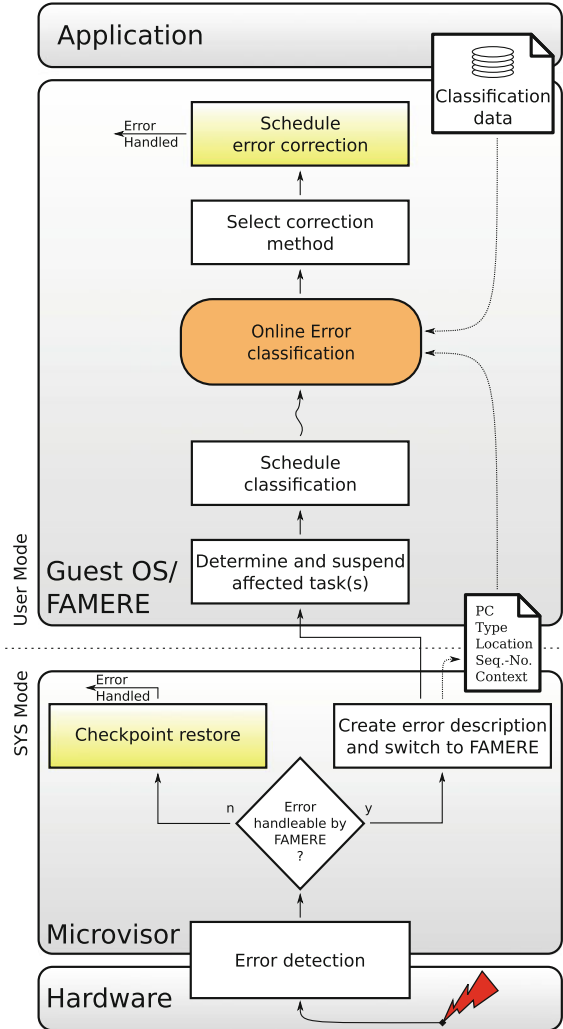 Application
Classification
data
Schedule
error correction
Error
Handled
Select correction
method
Online Error
classification
Schedule
classification
Determine and suspend
affected task(s)
Guest OS/
FAMERE
User Mode
PC
Type
Location
Seq.-No.
Context
SYS Mode
Error
Handled
Checkpoint restore
Create error description
and switch to FAMERE
n
y
Error
handleable by
FAMERE
?
Microvisor
Error detection
Hardware